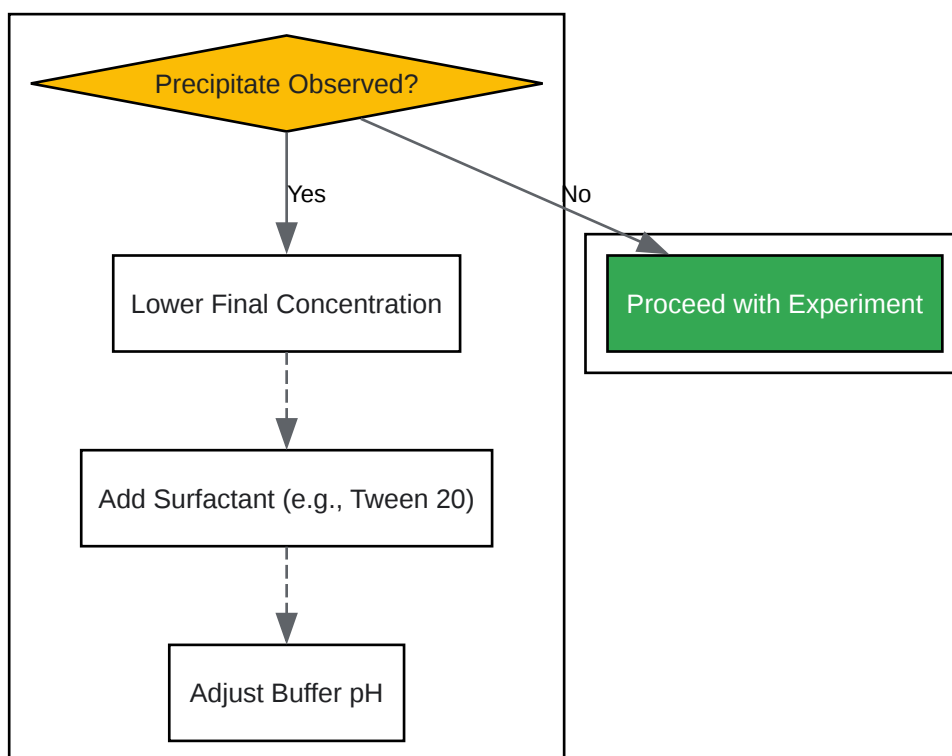 Precipitate Observed?
Yes
No
Lower Final Concentration
Proceed with Experiment
Add Surfactant (e.g., Tween 20)
Adjust Buffer pH